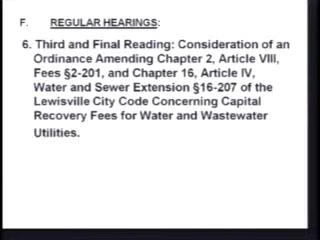 F. REGULAR HEARINGS:
6. Third and Final Reading: Consideration of an
Ordinance Amending Chapter 2, Article VIII,
Fees §2-201, and Chapter 16, Article IV,
Water and Sewer Extension §16-207 of the
Lewisville City Code Concerning Capital
Recovery Fees for Water and Wastewater
Utilities.